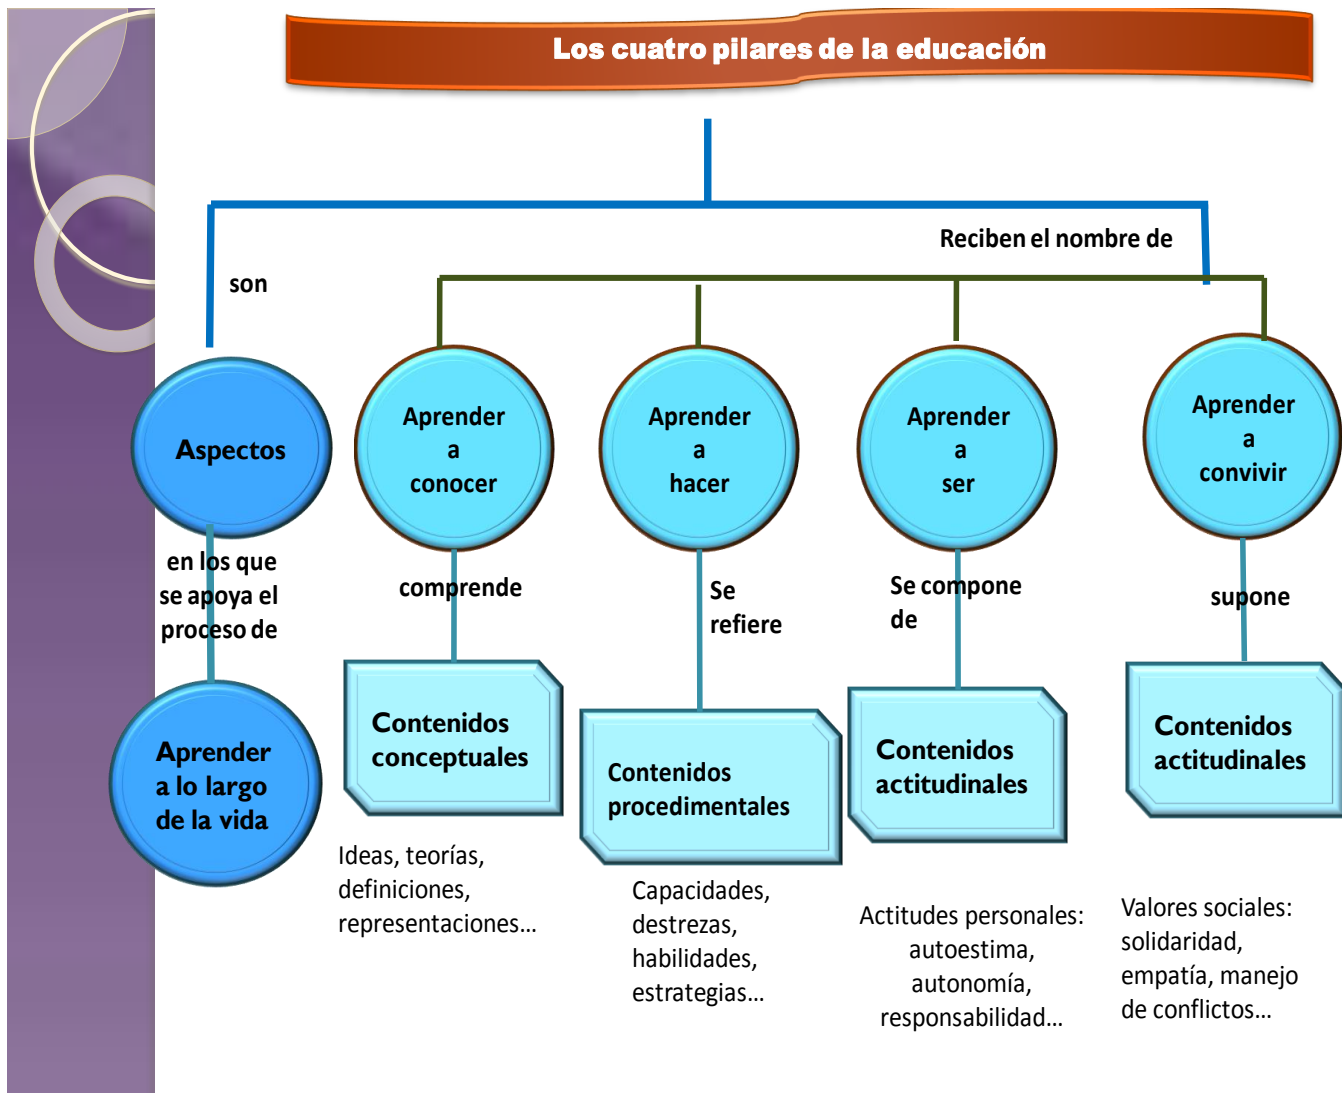 Los cuatro pilares de la educación
Reciben el nombre de
son
Aspectos
en los que
se apoya el
proceso de
Aprender
a lo largo
de la vida
Aprender
a
conocer
comprende
Contenidos
conceptuales
Ideas, teorías,
definiciones,
representaciones...
Aprender
a
hacer
Se
refiere
Contenidos
procedimentales
Capacidades,
destrezas,
habilidades,
estrategias...
Aprender
a
ser
Se compone
de
Contenidos
actitudinales
Actitudes personales:
autoestima,
autonomía,
responsabilidad...
Aprender
a
convivir
supone
Contenidos
actitudinales
Valores sociales:
solidaridad,
empatía, manejo
de conflictos...